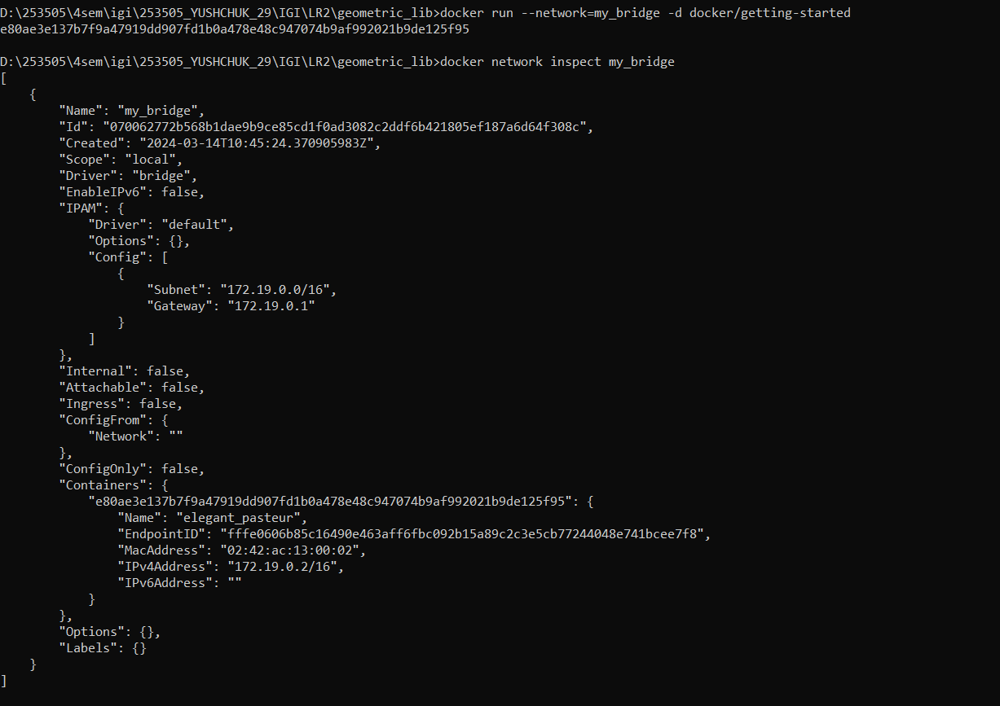 D:\253505\4sem\igi\253505_YUSHCHUK_29\IGI\LR2\geometric_lib>docker run --network=my_bridge -d docker/getting-started
e80ae3e137b7f9a47919dd907fd1b0a478e48c947074b9af992021b9de125f95

D:\253505\4sem\igi\253505_YUSHCHUK_29\IGI\LR2\geometric_lib>docker network inspect my_bridge
[
    {
        "Name": "my_bridge",
        "Id": "070062772b568b1dae9b9ce85cd1f0ad3082c2ddf6b421805ef187a6d64f308c",
        "Created": "2024-03-14T10:45:24.370905983Z",
        "Scope": "local",
        "Driver": "bridge",
        "EnableIPv6": false,
        "IPAM": {
            "Driver": "default",
            "Options": {},
            "Config": [
                {
                    "Subnet": "172.19.0.0/16",
                    "Gateway": "172.19.0.1"
                }
            ]
        },
        "Internal": false,
        "Attachable": false,
        "Ingress": false,
        "ConfigFrom": {
            "Network": ""
        },
        "ConfigOnly": false,
        "Containers": {
            "e80ae3e137b7f9a47919dd907fd1b0a478e48c947074b9af992021b9de125f95": {
                "Name": "elegant_pasteur",
                "EndpointID": "fffe0606b85c16490e463aff6fbc092b15a89c2c3e5cb77244048e741bcee7f8",
                "MacAddress": "02:42:ac:13:00:02",
                "IPv4Address": "172.19.0.2/16",
                "IPv6Address": ""
            }
        },
        "Options": {},
        "Labels": {}
    }
]